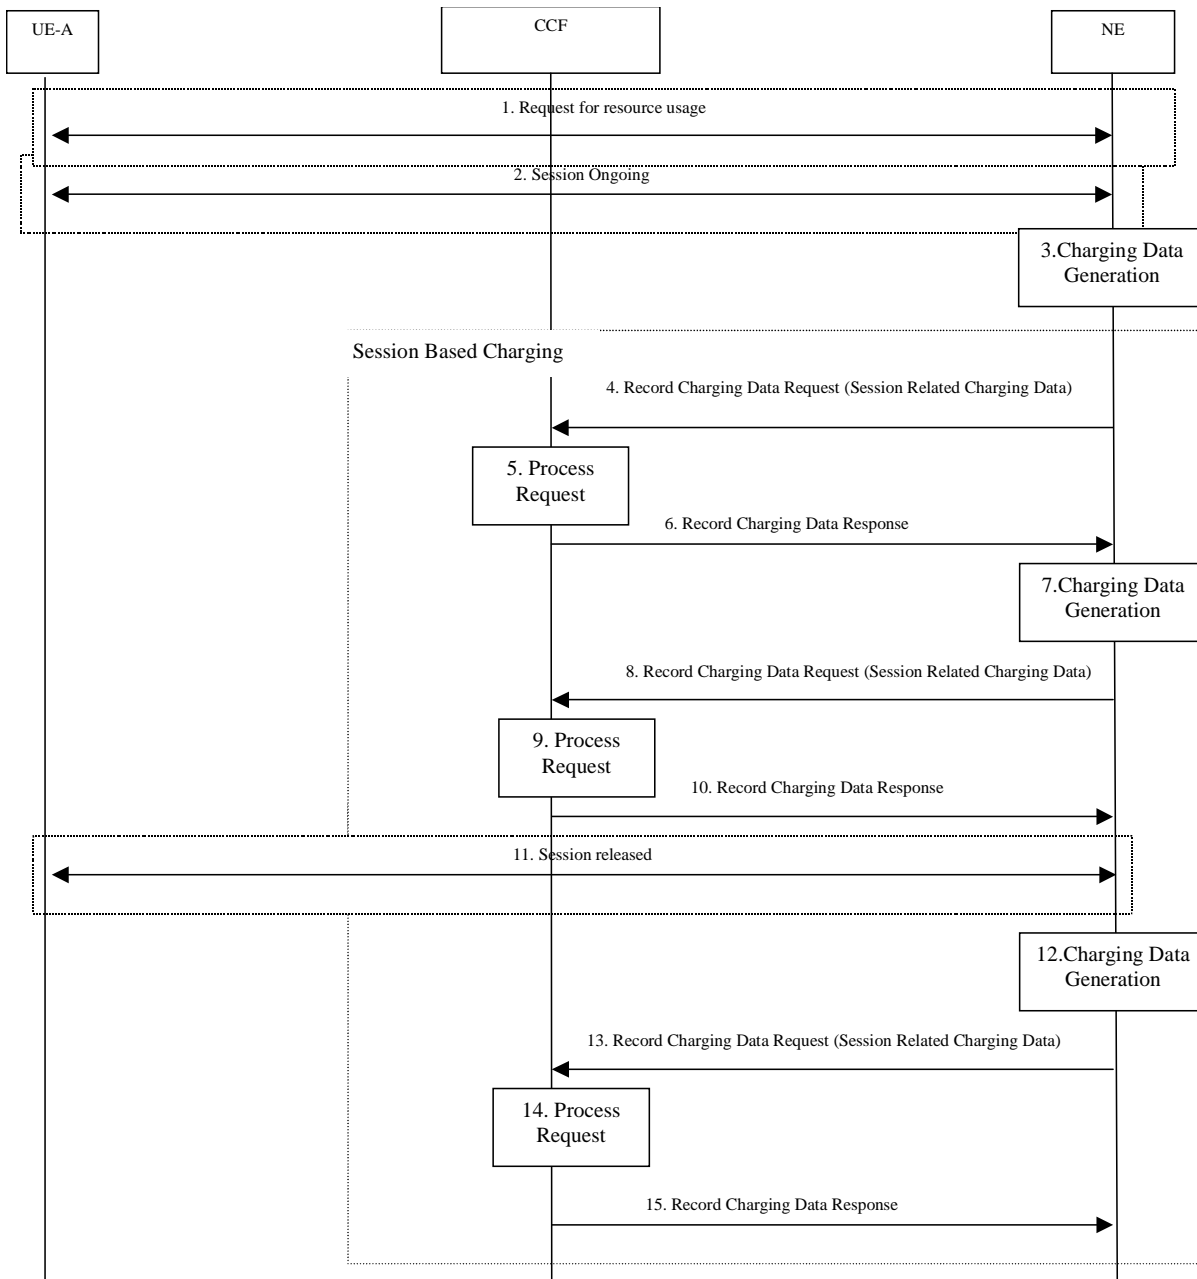 UE-A
CCF
NE
1. Request for resource usage
2. Session Ongoing
3.Charging Data
Generation
Session Based Charging
4. Record Charging Data Request (Session Related Charging Data)
5. Process
Request
6. Record Charging Data Response
7.Charging Data
Generation
8. Record Charging Data Request (Session Related Charging Data)
9. Process
Request
10. Record Charging Data Response
11. Session released
12.Charging Data
Generation
13. Record Charging Data Request (Session Related Charging Data)
14. Process
Request
15. Record Charging Data Response